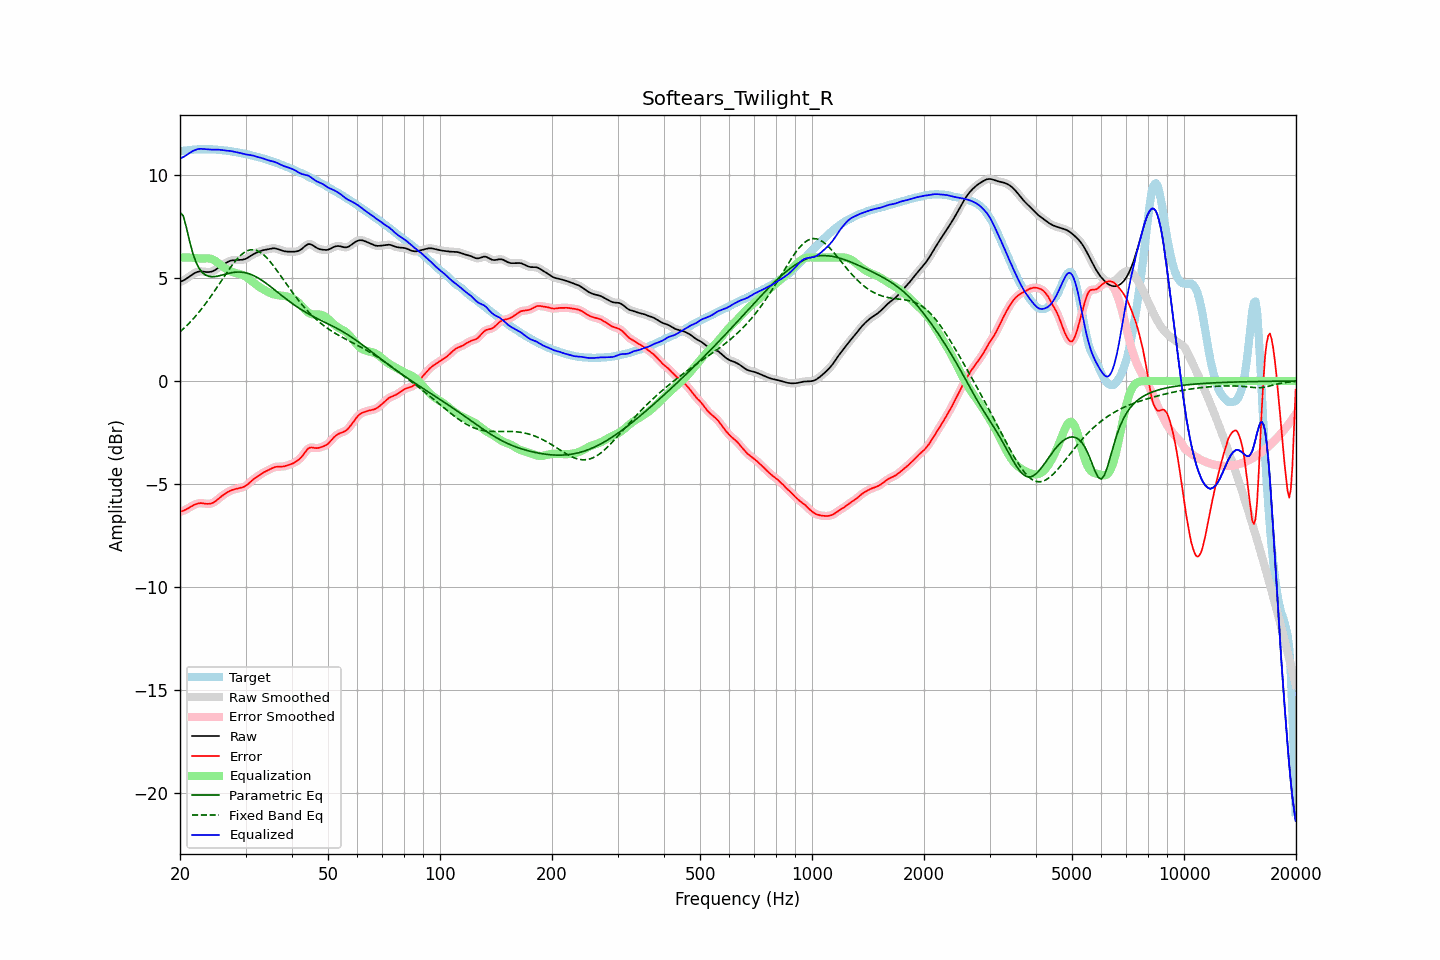 Softears_Twilight_R
Amplitude (dBr)
10
5
0
−5
−10
−15
−20
Target
Raw Smoothed
Error Smoothed
Raw
Error
Equalization
Parametric Eq
Fixed Band Eq
Equalized
20 50 100 200 500 1000 2000 5000 10000 20000
Frequency (Hz)